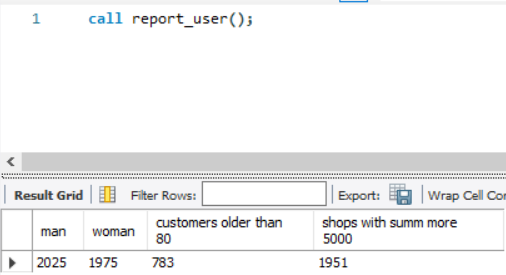 1 call report_user();
Result Grid Filter Rows: Export: Wrap Cell
man woman customers older than 80 shops with summ more 5000
2025 1975 783 1951